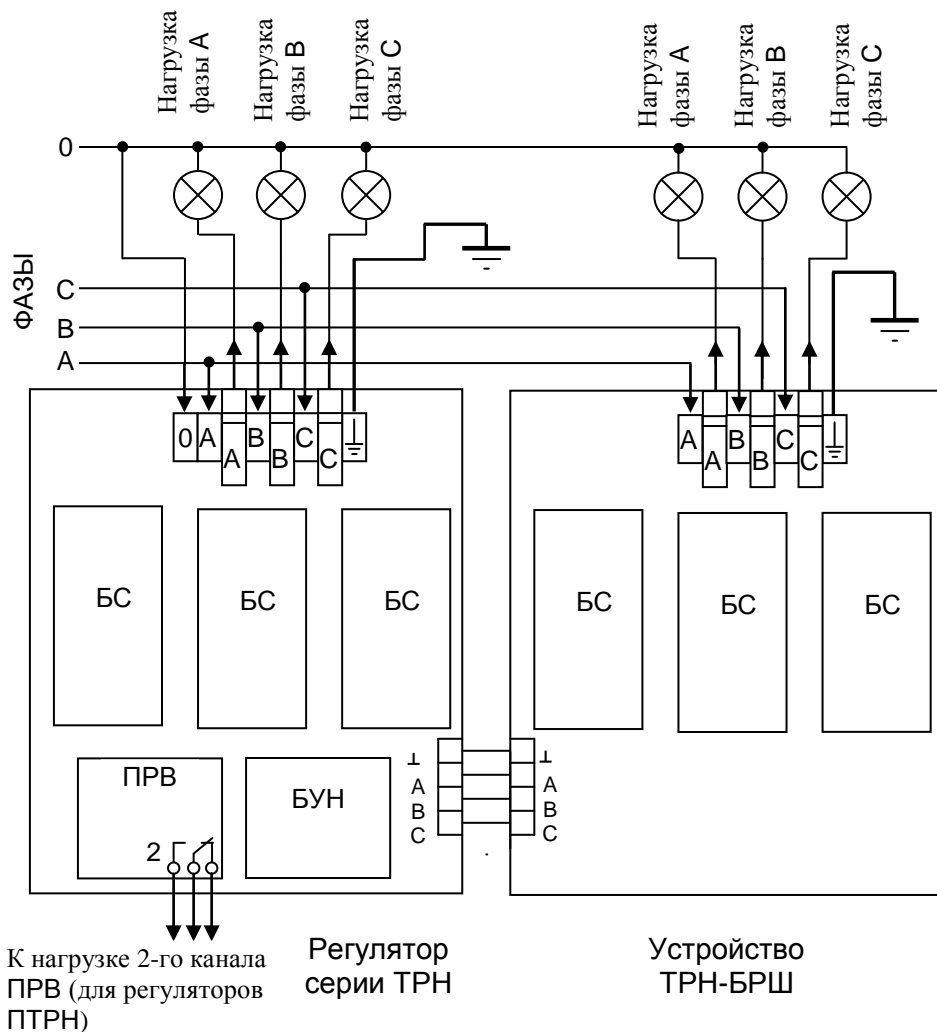 Нагрузка
фазы А
Нагрузка
фазы В
Нагрузка
фазы С
Нагрузка
фазы А
Нагрузка
фазы В
Нагрузка
фазы С
0
ФАЗЫ
С
В
А
0 А А В В С С
А А В В С С
БС БС БС
БС БС БС
ПРВ
2
БУН
⊥
А
В
С
⊥
А
В
С
К нагрузке 2-го канала
ПРВ (для регуляторов
ПТРН)
Регулятор
серии ТРН
Устройство
ТРН-БРШ